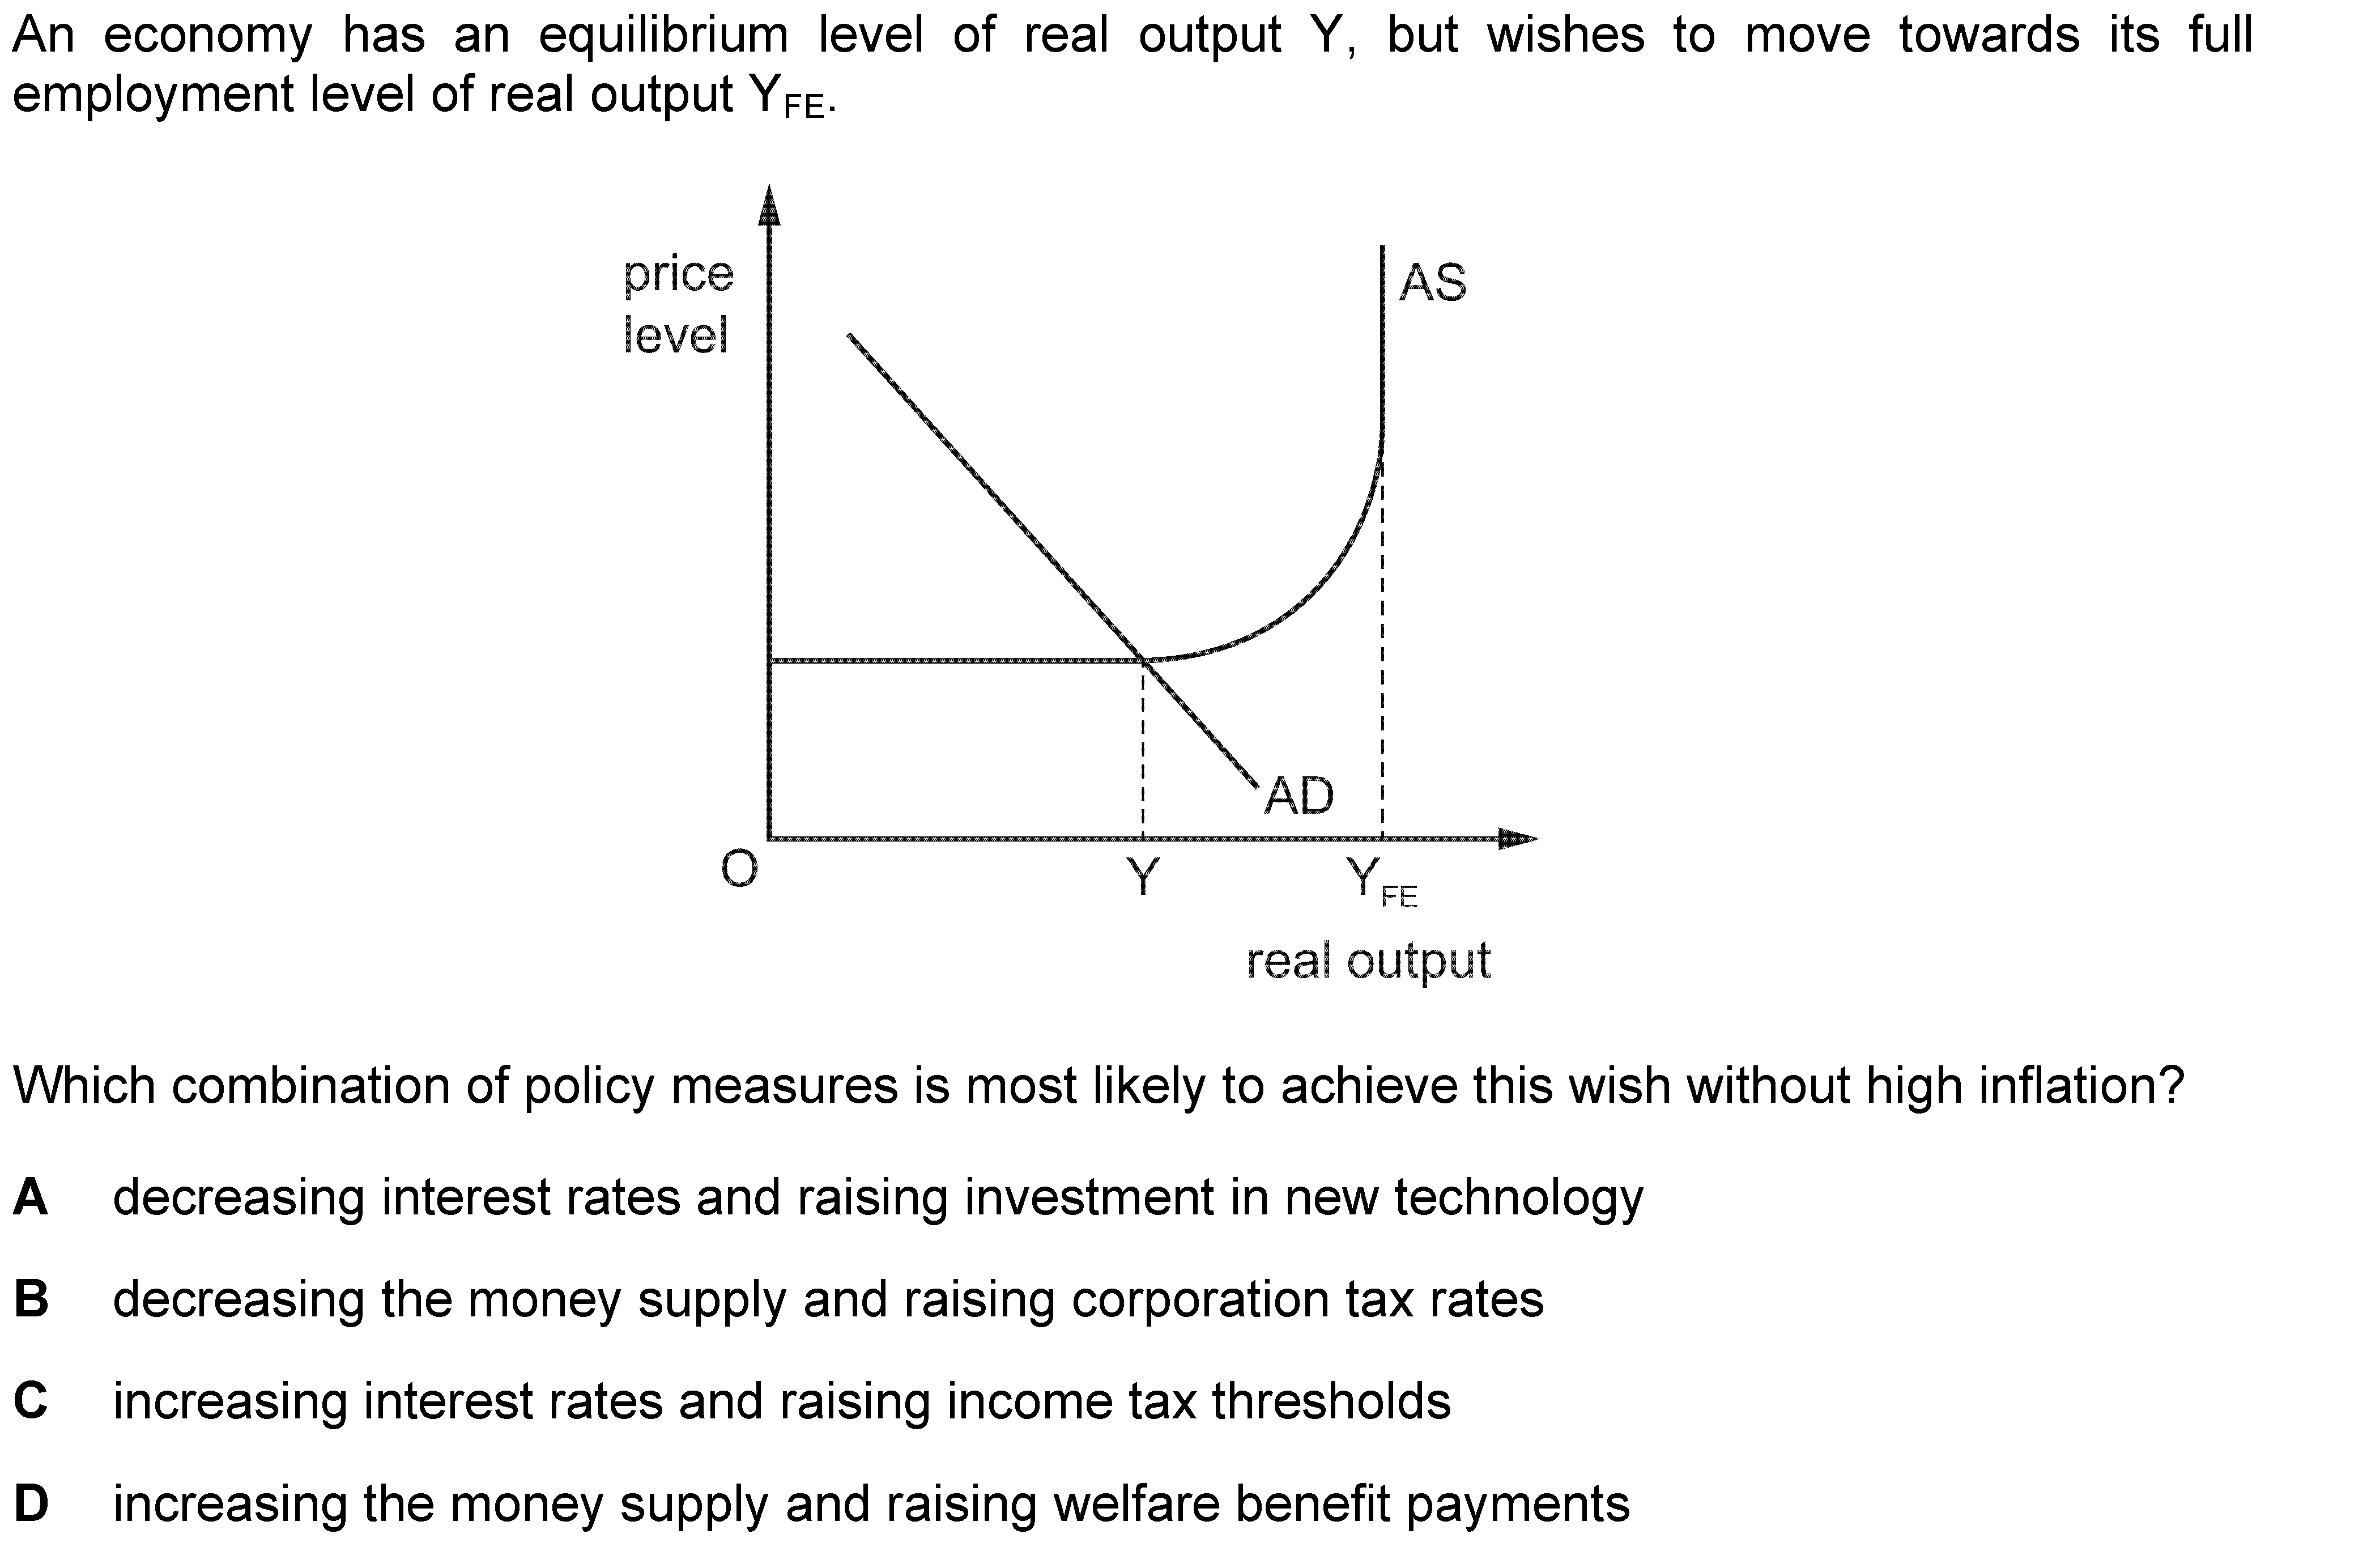 An economy has an equilibrium level of real output Y, but wishes to move towards its full
employment level of real output YFE.
price
level
AS
AD
O
Y
YFE
real output
Which combination of policy measures is most likely to achieve this wish without high inflation?
A decreasing interest rates and raising investment in new technology
B decreasing the money supply and raising corporation tax rates
C increasing interest rates and raising income tax thresholds
D increasing the money supply and raising welfare benefit payments